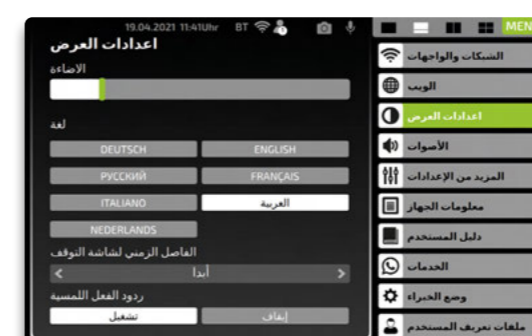 19.04.2021 11:41Uhr BT
MEN
اعدادات العرض
الاضاءة
لغة
DEUTSCH ENGLISH
РУССКИЙ FRANÇAIS
ITALIANO العربية
NEDERLANDS
الفاصل الزمني لشاشة التوقف
< أبدا >
ردود الفعل اللمسية
تشغيل إيقاف
الشبكات والواجهات
الويب
اعدادات العرض
الأصوات
المزيد من الإعدادات
معلومات الجهاز
دليل المستخدم
الخدمات
وضع الخبراء
ملفات تعريف المستخدم